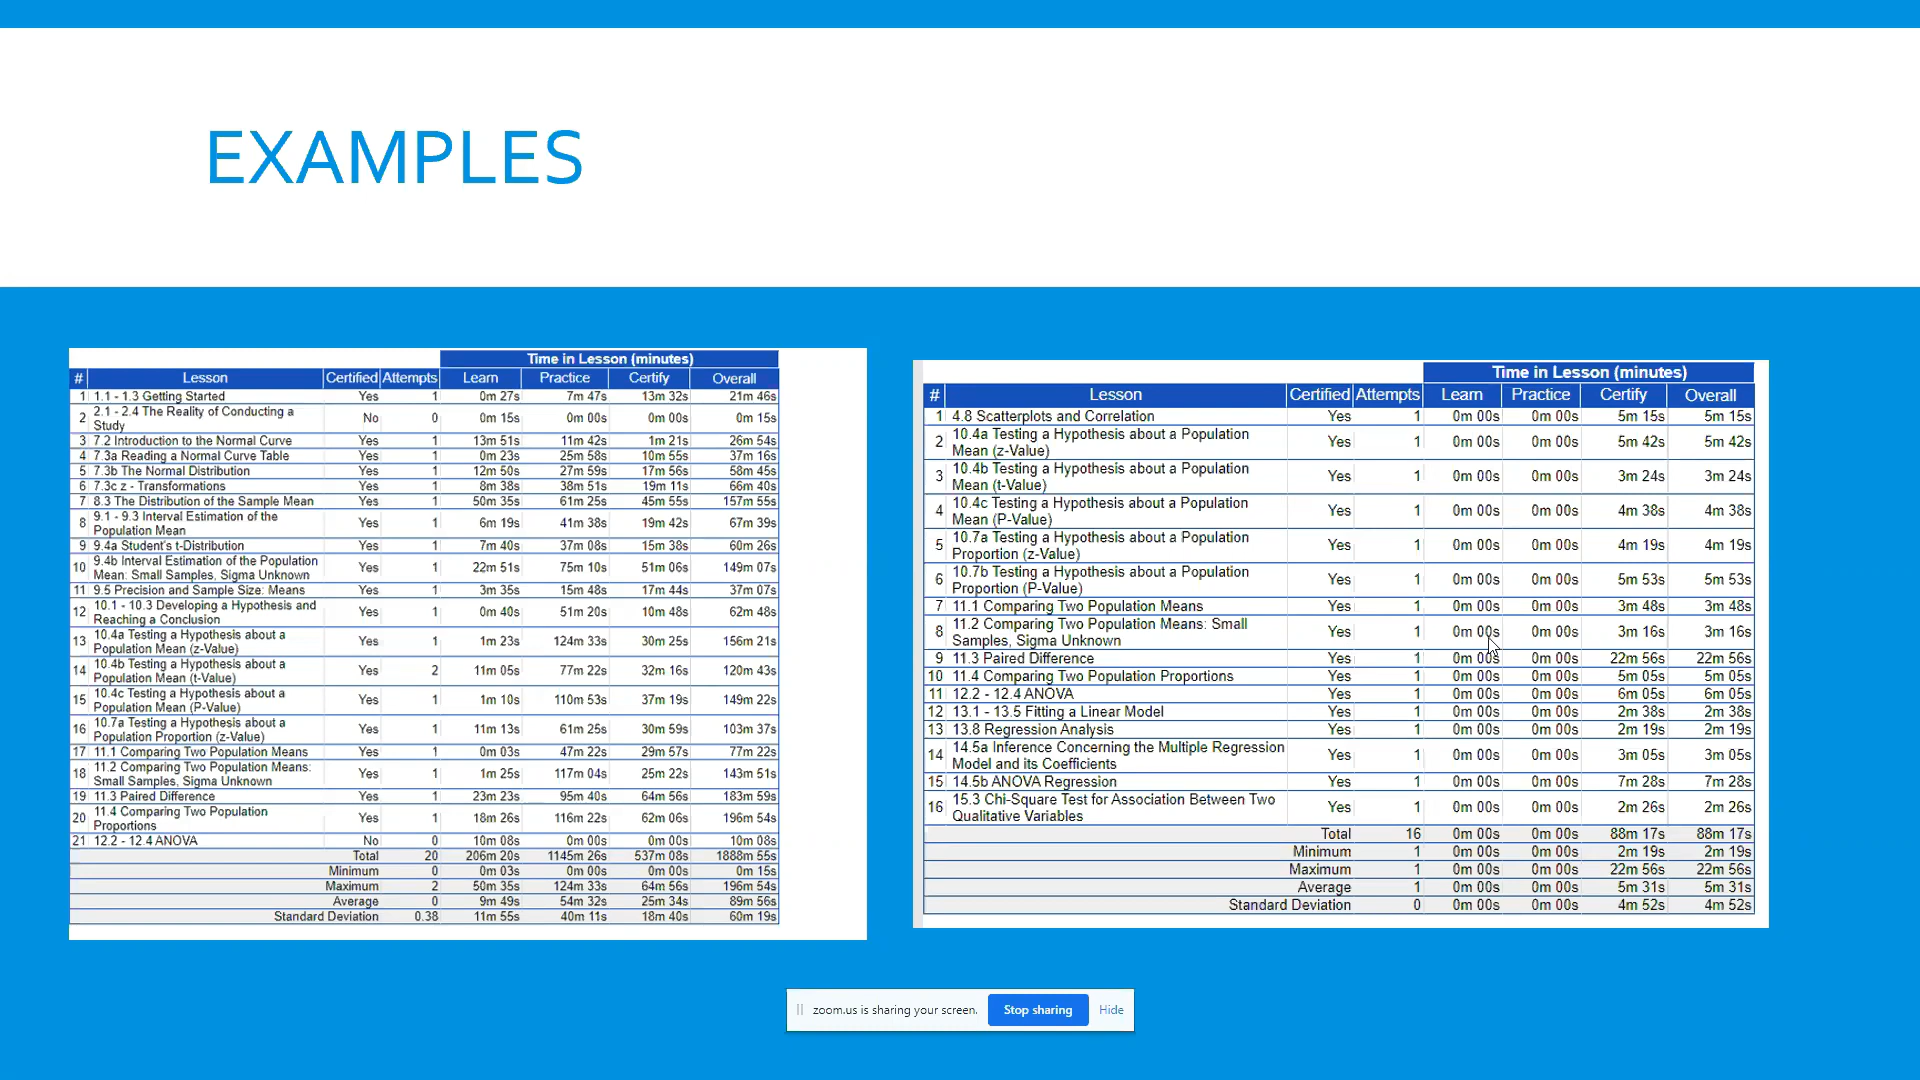 EXAMPLES
Time in Lesson (minutes)
# Lesson Certified Attempts Learn Practice Certify Overall
1 1.1 - 1.3 Getting Started Yes 1 0m 27s 7m 47s 13m 32s 21m 46s
2 2.1 - 2.4 The Reality of Conducting a
Study No 0 0m 15s 0m 00s 0m 00s 0m 15s
3 7.2 Introduction to the Normal Curve Yes 1 13m 51s 11m 42s 1m 21s 26m 54s
4 7.3a Reading a Normal Curve Table Yes 1 0m 23s 25m 58s 10m 55s 37m 16s
5 7.3b The Normal Distribution Yes 1 12m 50s 27m 59s 17m 56s 58m 45s
6 7.3c z - Transformations Yes 1 8m 38s 38m 51s 19m 11s 66m 40s
7 8.3 The Distribution of the Sample Mean Yes 1 50m 35s 61m 25s 45m 55s 157m 55s
8 9.1 - 9.3 Interval Estimation of the
Population Mean Yes 1 6m 19s 41m 38s 19m 42s 67m 39s
9 9.4a Student's t-Distribution Yes 1 7m 40s 37m 08s 15m 38s 60m 26s
10 9.4b Interval Estimation of the Population
Mean: Small Samples, Sigma Unknown Yes 1 22m 51s 75m 10s 51m 06s 149m 07s
11 9.5 Precision and Sample Size: Means Yes 1 3m 35s 15m 48s 17m 44s 37m 07s
12 10.1 - 10.3 Developing a Hypothesis and
Reaching a Conclusion Yes 1 0m 40s 51m 20s 10m 48s 62m 48s
13 10.4a Testing a Hypothesis about a
Population Mean (z-Value) Yes 1 1m 23s 124m 33s 30m 25s 156m 21s
14 10.4b Testing a Hypothesis about a
Population Mean (t-Value) Yes 2 11m 05s 77m 22s 32m 16s 120m 43s
15 10.4c Testing a Hypothesis about a
Population Mean (P-Value) Yes 1 1m 10s 110m 53s 37m 19s 149m 22s
16 10.7a Testing a Hypothesis about a
Population Proportion (z-Value) Yes 1 11m 13s 61m 25s 30m 59s 103m 37s
17 11.1 Comparing Two Population Means Yes 1 0m 03s 47m 22s 29m 57s 77m 22s
18 11.2 Comparing Two Population Means:
Small Samples, Sigma Unknown Yes 1 1m 25s 117m 04s 25m 22s 143m 51s
19 11.3 Paired Difference Yes 1 23m 23s 95m 40s 64m 56s 183m 59s
20 11.4 Comparing Two Population
Proportions Yes 1 18m 26s 116m 22s 62m 06s 196m 54s
21 12.2 - 12.4 ANOVA No 0 10m 08s 0m 00s 0m 00s 10m 08s
Total 20 206m 20s 1145m 26s 537m 08s 1888m 55s
Minimum 0 0m 03s 0m 00s 0m 00s 0m 15s
Maximum 2 50m 35s 124m 33s 64m 56s 196m 54s
Average 0 9m 49s 54m 32s 25m 34s 89m 56s
Standard Deviation 0.38 11m 55s 40m 11s 18m 40s 60m 19s
Time in Lesson (minutes)
# Lesson Certified Attempts Learn Practice Certify Overall
1 4.8 Scatterplots and Correlation Yes 1 0m 00s 0m 00s 5m 15s 5m 15s
2 10.4a Testing a Hypothesis about a Population
Mean (z-Value) Yes 1 0m 00s 0m 00s 5m 42s 5m 42s
3 10.4b Testing a Hypothesis about a Population
Mean (t-Value) Yes 1 0m 00s 0m 00s 3m 24s 3m 24s
4 10.4c Testing a Hypothesis about a Population
Mean (P-Value) Yes 1 0m 00s 0m 00s 4m 38s 4m 38s
5 10.7a Testing a Hypothesis about a Population
Proportion (z-Value) Yes 1 0m 00s 0m 00s 4m 19s 4m 19s
6 10.7b Testing a Hypothesis about a Population
Proportion (P-Value) Yes 1 0m 00s 0m 00s 5m 53s 5m 53s
7 11.1 Comparing Two Population Means Yes 1 0m 00s 0m 00s 3m 48s 3m 48s
8 11.2 Comparing Two Population Means: Small
Samples, Sigma Unknown Yes 1 0m 00s 0m 00s 3m 16s 3m 16s
9 11.3 Paired Difference Yes 1 0m 00s 0m 00s 22m 56s 22m 56s
10 11.4 Comparing Two Population Proportions Yes 1 0m 00s 0m 00s 5m 05s 5m 05s
11 12.2 - 12.4 ANOVA Yes 1 0m 00s 0m 00s 6m 05s 6m 05s
12 13.1 - 13.5 Fitting a Linear Model Yes 1 0m 00s 0m 00s 2m 38s 2m 38s
13 13.8 Regression Analysis Yes 1 0m 00s 0m 00s 2m 19s 2m 19s
14 14.5a Inference Concerning the Multiple Regression
Model and its Coefficients Yes 1 0m 00s 0m 00s 3m 05s 3m 05s
15 14.5b ANOVA Regression Yes 1 0m 00s 0m 00s 7m 28s 7m 28s
16 15.3 Chi-Square Test for Association Between Two
Qualitative Variables Yes 1 0m 00s 0m 00s 2m 26s 2m 26s
Total 16 0m 00s 0m 00s 88m 17s 88m 17s
Minimum 1 0m 00s 0m 00s 2m 19s 2m 19s
Maximum 1 0m 00s 0m 00s 22m 56s 22m 56s
Average 1 0m 00s 0m 00s 5m 31s 5m 31s
Standard Deviation 0 0m 00s 0m 00s 4m 52s 4m 52s
zoom.us is sharing your screen. Stop sharing Hide